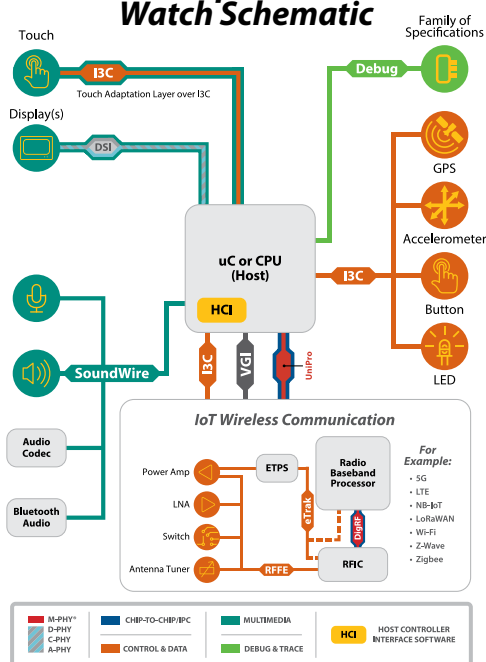 Watch Schematic
Touch
I3C
Touch Adaptation Layer over I3C
Display(s)
DSI
Debug
Family of
Specifications
GPS
Accelerometer
I3C
Button
LED
uC or CPU
(Host)
HCI
SoundWire
Audio
Codec
Bluetooth
Audio
I3C
VGI
UniPro
IoT Wireless Communication
Power Amp
LNA
Switch
Antenna Tuner
ETPS
eTrak
RFFE
Radio
Baseband
Processor
DigRF
RFIC
For
Example:
• 5G
• LTE
• NB-IoT
• LoRaWAN
• Wi-Fi
• Z-Wave
• Zigbee
M-PHY®
D-PHY
C-PHY
A-PHY
CHIP-TO-CHIP/IPC
CONTROL & DATA
MULTIMEDIA
DEBUG & TRACE
HCI
HOST CONTROLLER
INTERFACE SOFTWARE